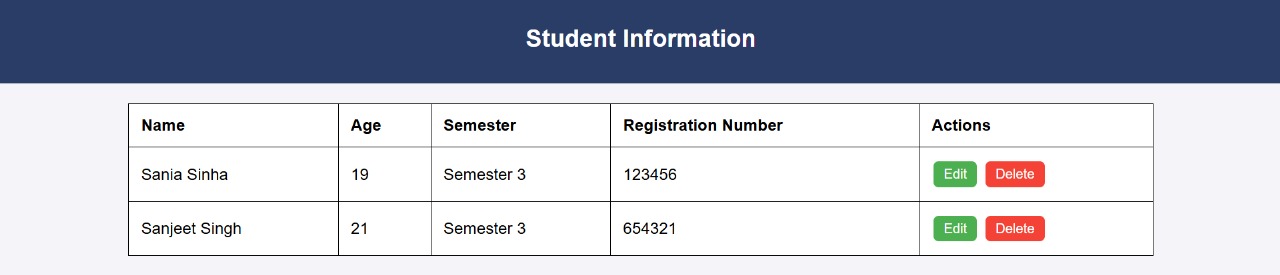 Student Information
Name Age Semester Registration Number Actions
Sania Sinha 19 Semester 3 123456 Edit Delete
Sanjeet Singh 21 Semester 3 654321 Edit Delete